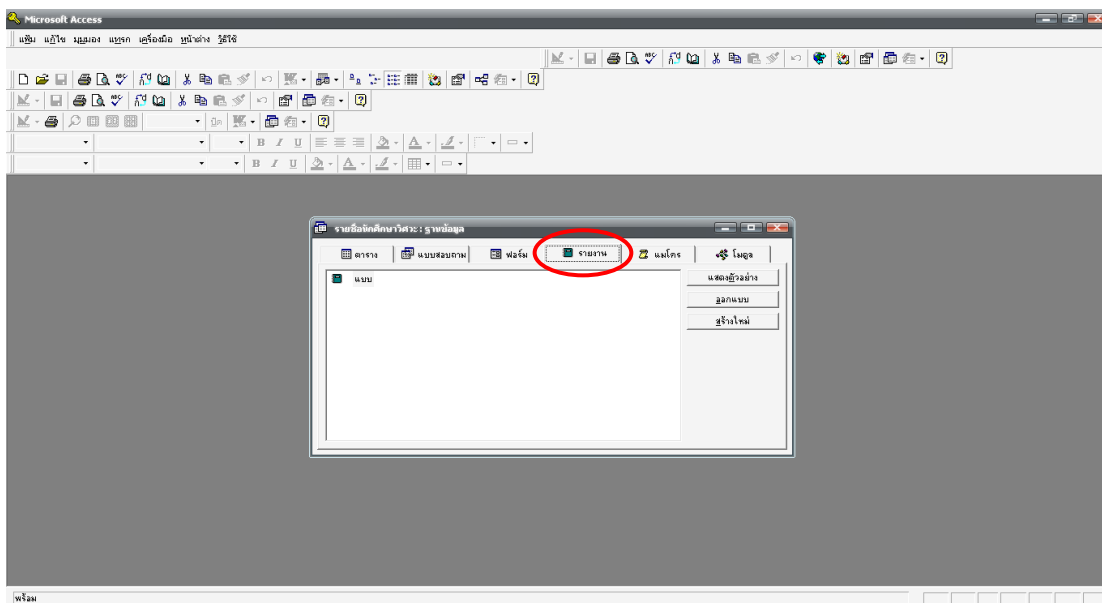 Microsoft Access
แฟ้ม แก้ไข มุมมอง แทรก เครื่องมือ หน้าต่าง วิธีใช้
รายชื่อนักศึกษาวิศวะ : ฐานข้อมูล
ตาราง แบบสอบถาม ฟอร์ม รายงาน แมโคร โมดูล
แบบ
แสดงตัวอย่าง
ออกแบบ
สร้างใหม่
พร้อม